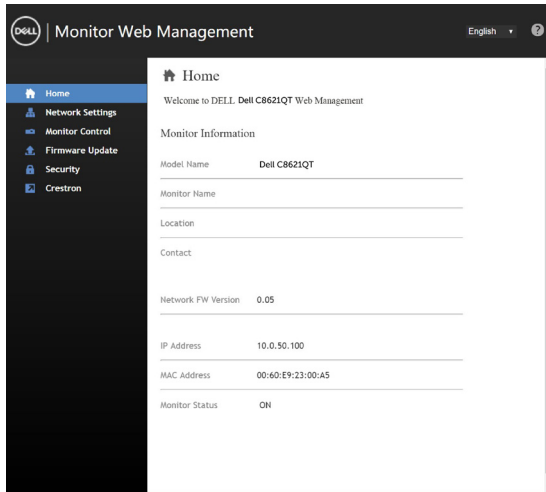 DELL | Monitor Web Management
English ?
Home
Network Settings
Monitor Control
Firmware Update
Security
Crestron
Home
Welcome to DELL Dell C8621QT Web Management
Monitor Information
Model Name Dell C8621QT
Monitor Name
Location
Contact
Network FW Version 0.05
IP Address 10.0.50.100
MAC Address 00:60:E9:23:00:A5
Monitor Status ON